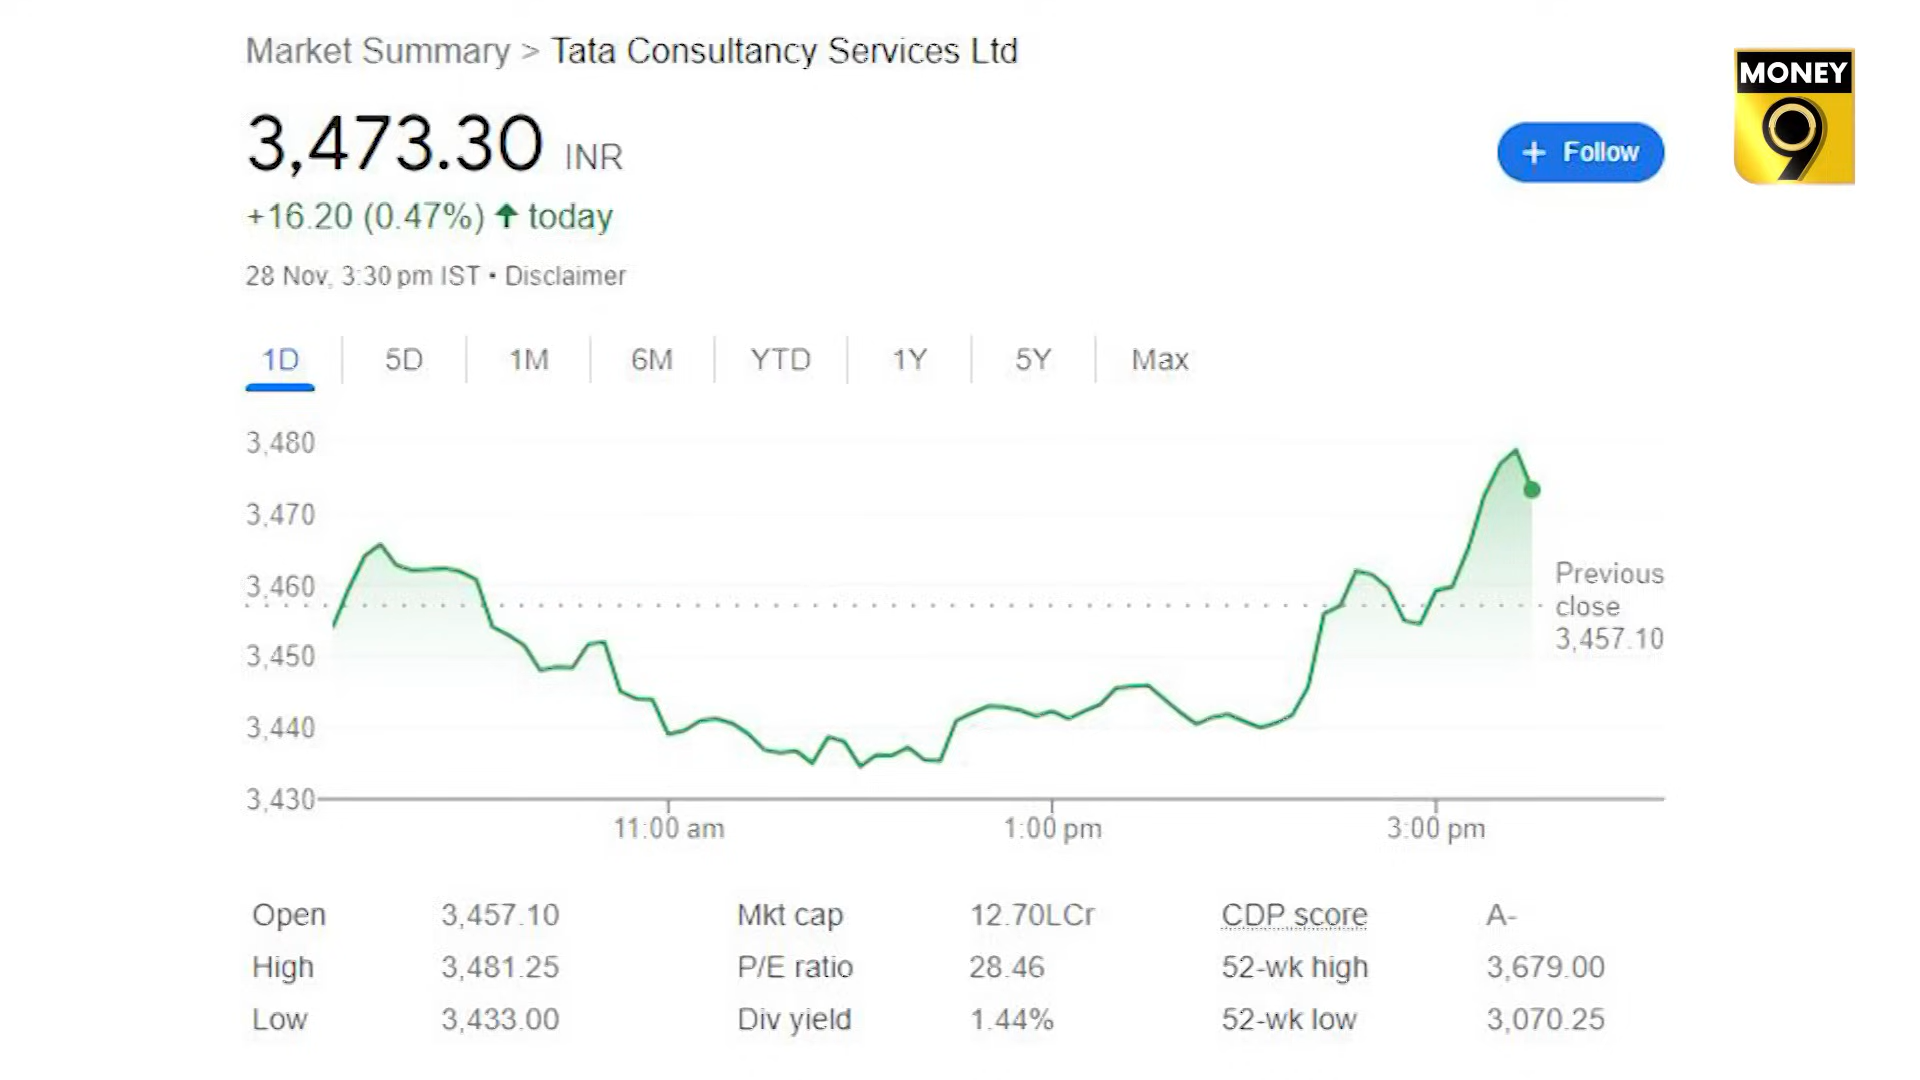 Market Summary > Tata Consultancy Services Ltd
MONEY
9
3,473.30 INR
+ Follow
+16.20 (0.47%) ↑ today
28 Nov, 3:30 pm IST • Disclaimer
1D 5D 1M 6M YTD 1Y 5Y Max
3,480
3,470
3,460
3,450
3,440
3,430
Previous
close
3,457.10
11:00 am 1:00 pm 3:00 pm
Open 3,457.10 Mkt cap 12.70LCr CDP score A-
High 3,481.25 P/E ratio 28.46 52-wk high 3,679.00
Low 3,433.00 Div yield 1.44% 52-wk low 3,070.25